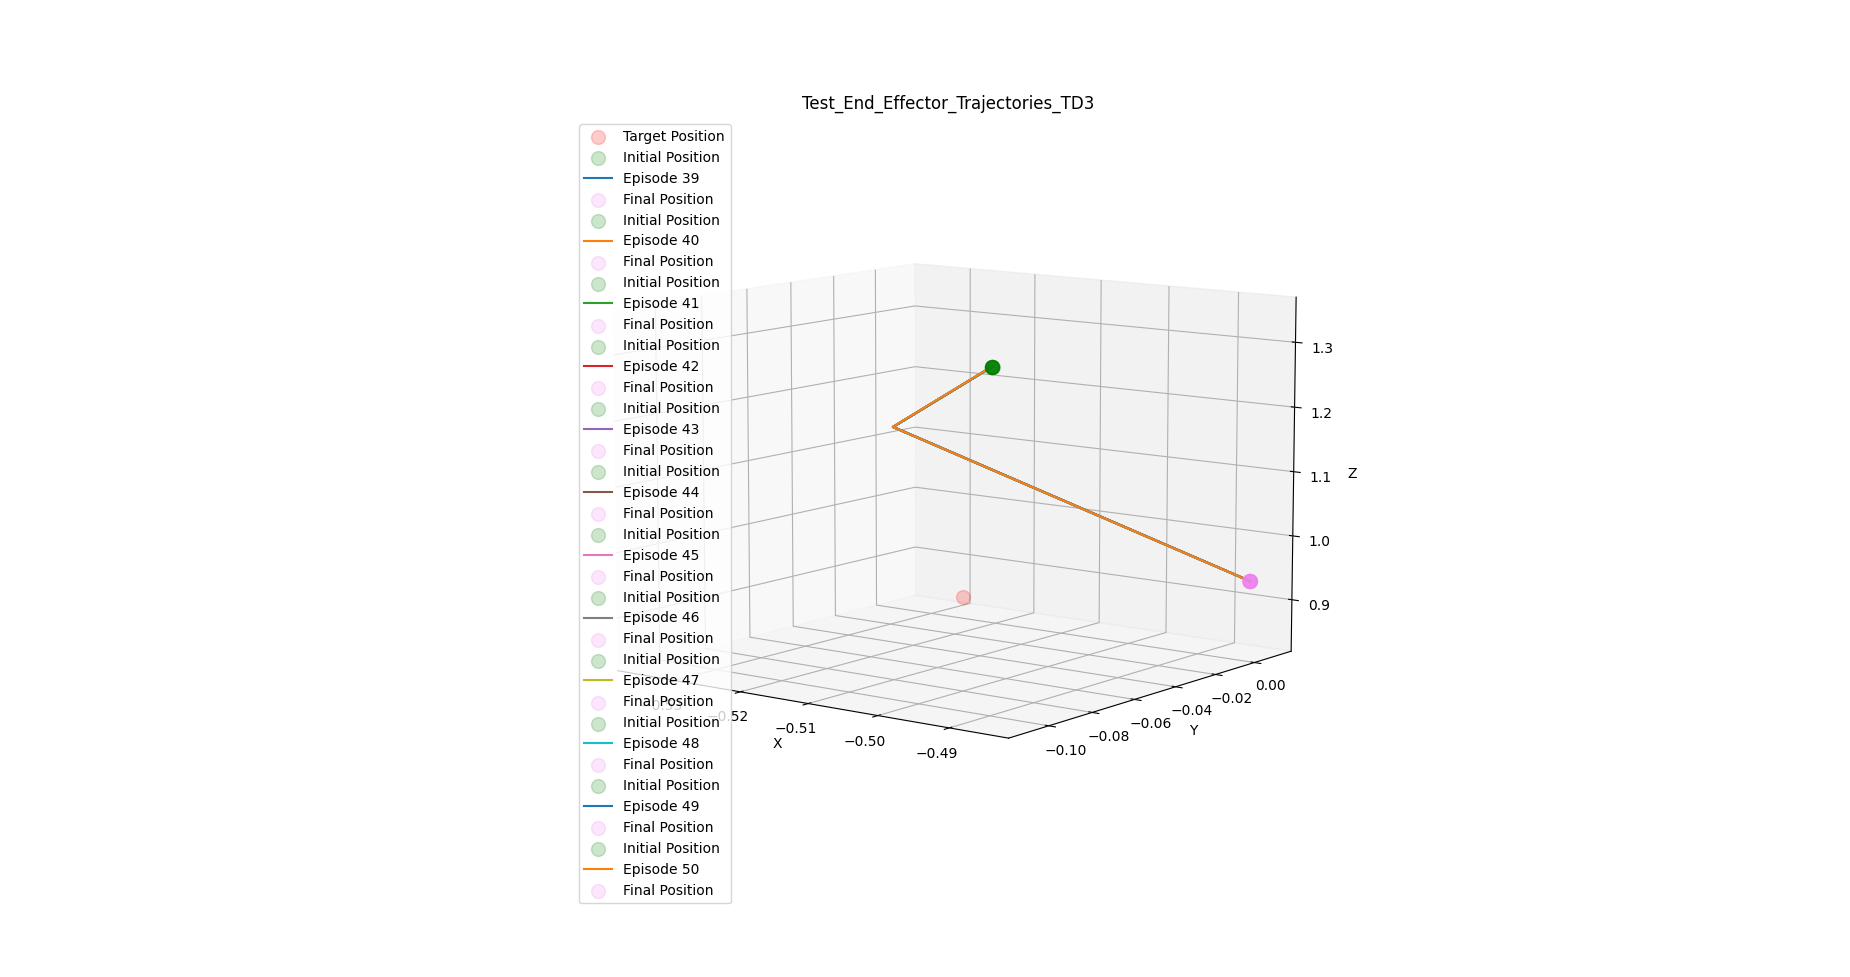 Test_End_Effector_Trajectories_TD3
Target Position
Initial Position
Episode 39
Final Position
Initial Position
Episode 40
Final Position
Initial Position
Episode 41
Final Position
Initial Position
Episode 42
Final Position
Initial Position
Episode 43
Final Position
Initial Position
Episode 44
Final Position
Initial Position
Episode 45
Final Position
Initial Position
Episode 46
Final Position
Initial Position
Episode 47
Final Position
Initial Position
Episode 48
Final Position
Initial Position
Episode 49
Final Position
Initial Position
Episode 50
Final Position
1.3
1.2
1.1
Z
1.0
0.9
−0.52
−0.51
−0.50
−0.49
X
0.00
−0.02
−0.04
−0.06
−0.08
−0.10
Y